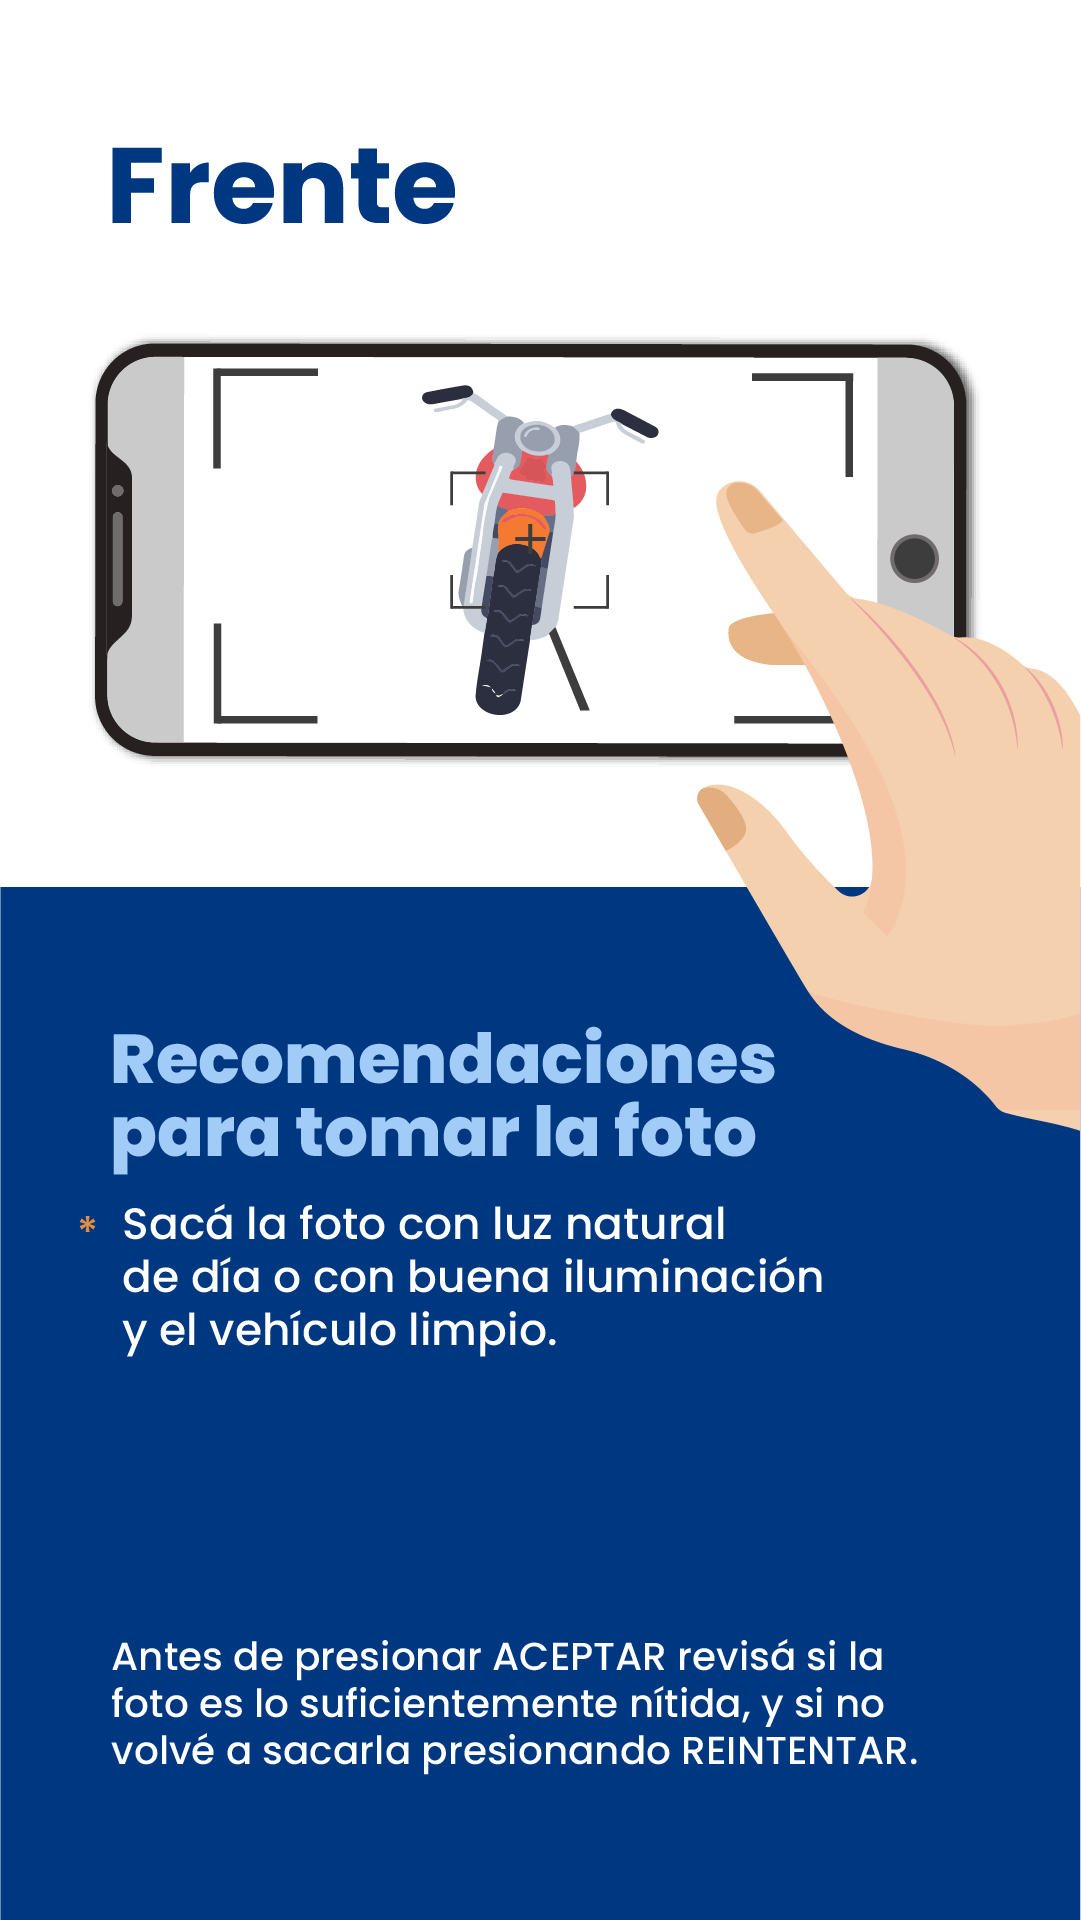 Frente
Recomendaciones
para tomar la foto
* Sacá la foto con luz natural
de día o con buena iluminación
y el vehículo limpio.
Antes de presionar ACEPTAR revisá si la
foto es lo suficientemente nítida, y si no
volvé a sacarla presionando REINTENTAR.